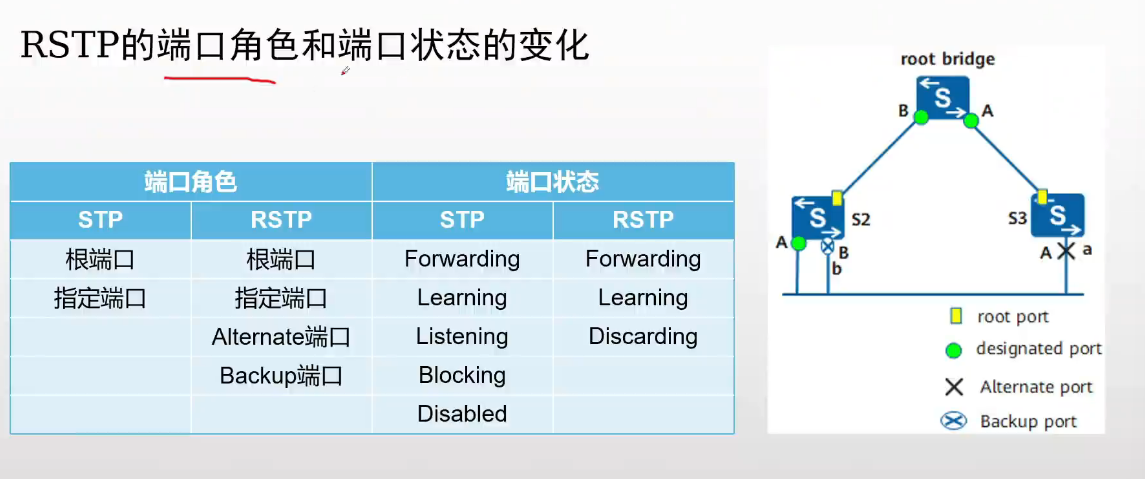 RSTP的端口角色和端口状态的变化
端口角色 端口状态
STP RSTP STP RSTP
根端口 根端口 Forwarding Forwarding
指定端口 指定端口 Learning Learning
Alternate端口 Listening Discarding
Backup端口 Blocking
Disabled
root bridge
S
B A
S S2
S3 S
A B
b
A a
root port
designated port
Alternate port
Backup port